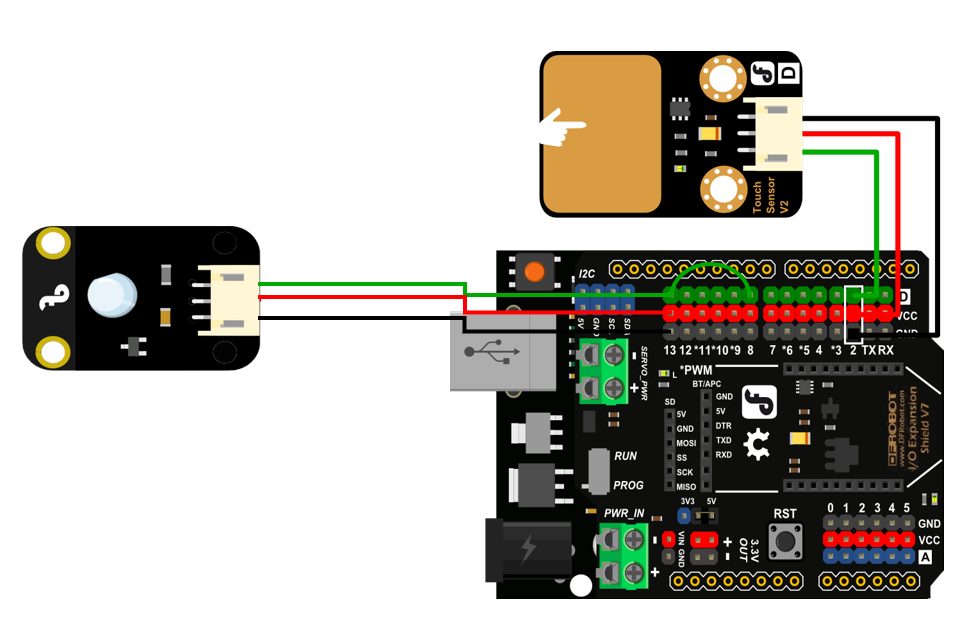 D
Touch
Sensor
V2
I2C
5V
GND
SCL
SDA
D
VCC
GND
13 12 *11 *10 *9 8 7 *6 *5 4 *3 2 TX RX
SERVO_PWR
-
+
L
*PWM
BT/APC
SD
5V
GND
MOSI
SS
SCK
MISO
GND
5V
DTR
TXD
RXD
DFROBOT
www.DFRobot.com
I/O Expansion
Shield V7
RUN
PROG
3V3 5V
PWR_IN
-
+
VIN
GND
+
-
3.3V
OUT
RST
0 1 2 3 4 5
GND
VCC
A